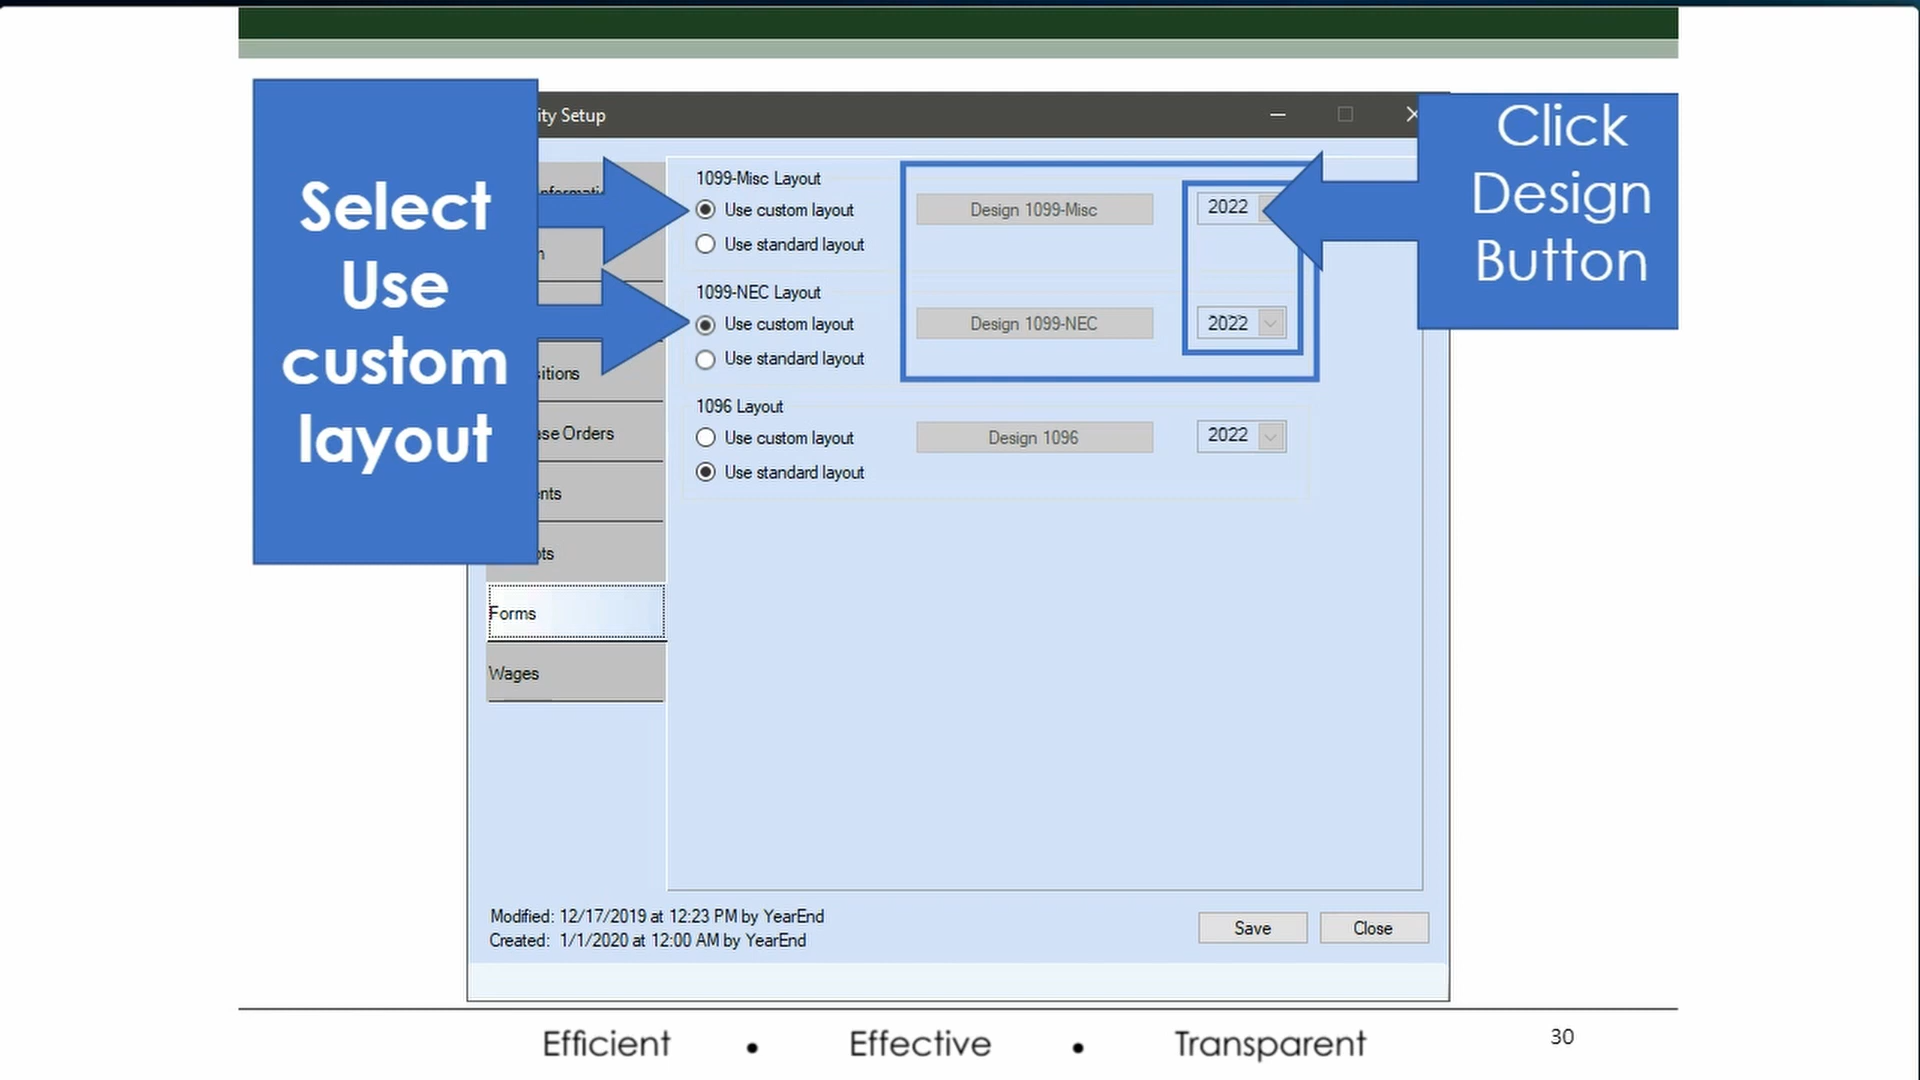 Select
Use
custom
layout
ity Setup
Click
Design
Button
1099-Misc Layout
Use custom layout
Design 1099-Misc
2022
Use standard layout
1099-NEC Layout
Use custom layout
Design 1099-NEC
2022
Use standard layout
1096 Layout
Use custom layout
Design 1096
2022
Use standard layout
nformati
n
itions
ase Orders
nts
ots
Forms
Wages
Modified: 12/17/2019 at 12:23 PM by YearEnd
Created: 1/1/2020 at 12:00 AM by YearEnd
Save
Close
Efficient • Effective • Transparent
30